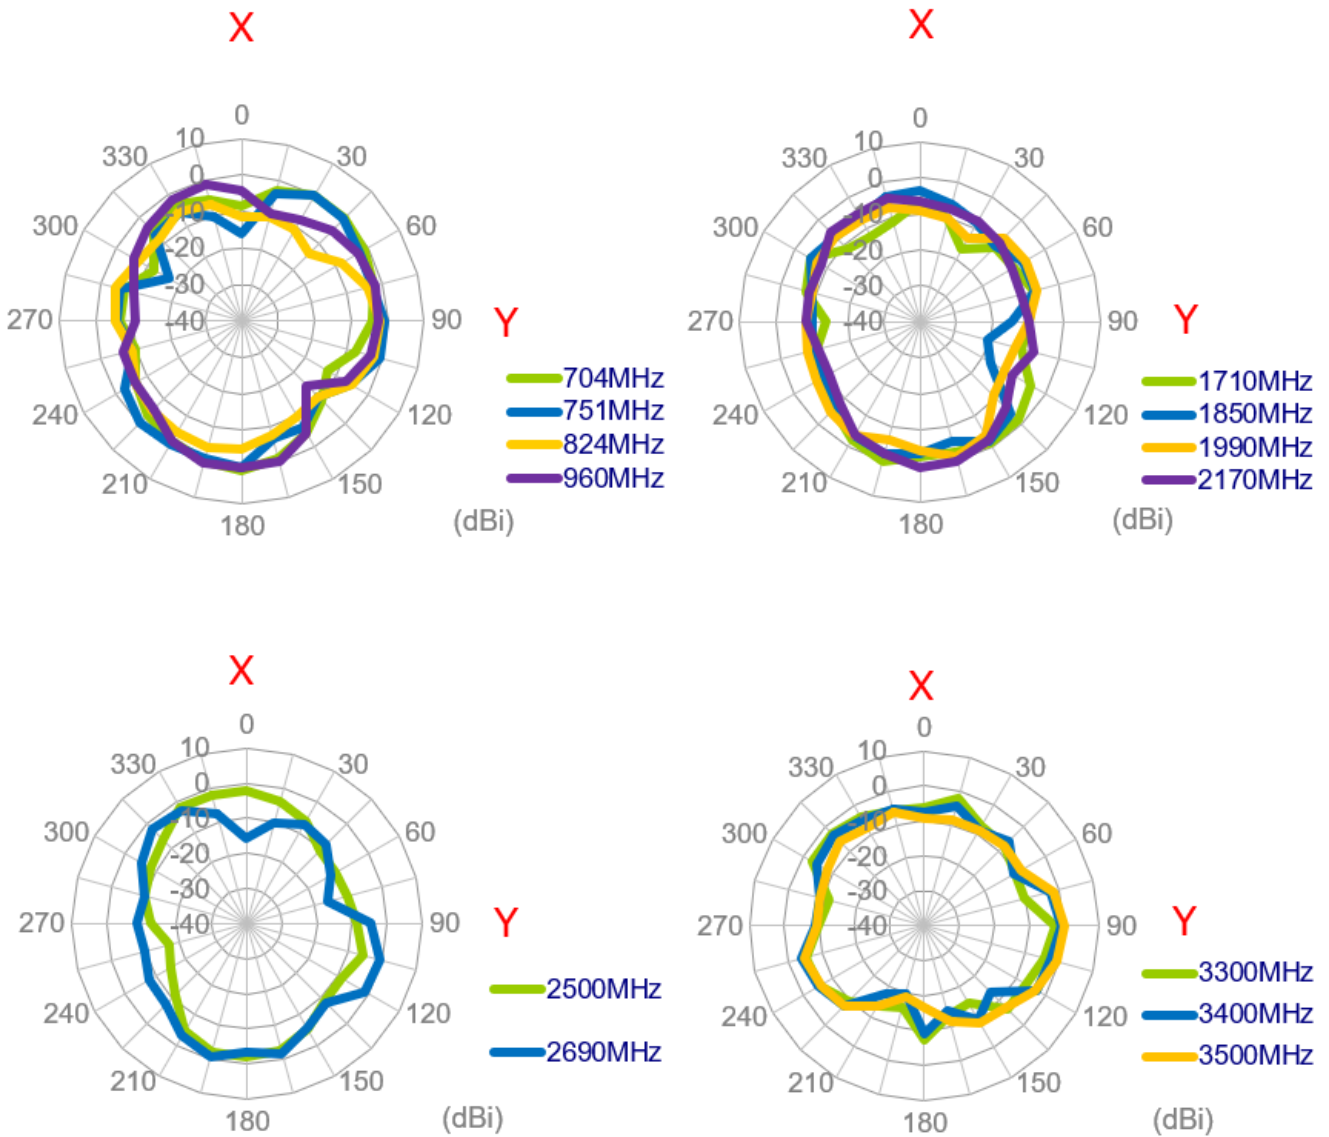 X
X
0
0
10
10
330
30
330
30
0
0
-10
-10
300
60
300
60
-20
-20
-30
-30
270
-40
90
Y
270
-40
90
Y
704MHz
1710MHz
751MHz
1850MHz
240
120
240
120
824MHz
1990MHz
960MHz
2170MHz
210
150
210
150
180
(dBi)
180
(dBi)
X
X
0
0
10
10
330
30
330
30
0
0
-10
-10
300
60
300
60
-20
-20
-30
-30
270
-40
90
Y
270
-40
90
Y
3300MHz
2500MHz
240
120
240
120
3400MHz
2690MHz
3500MHz
210
150
210
150
180
(dBi)
180
(dBi)